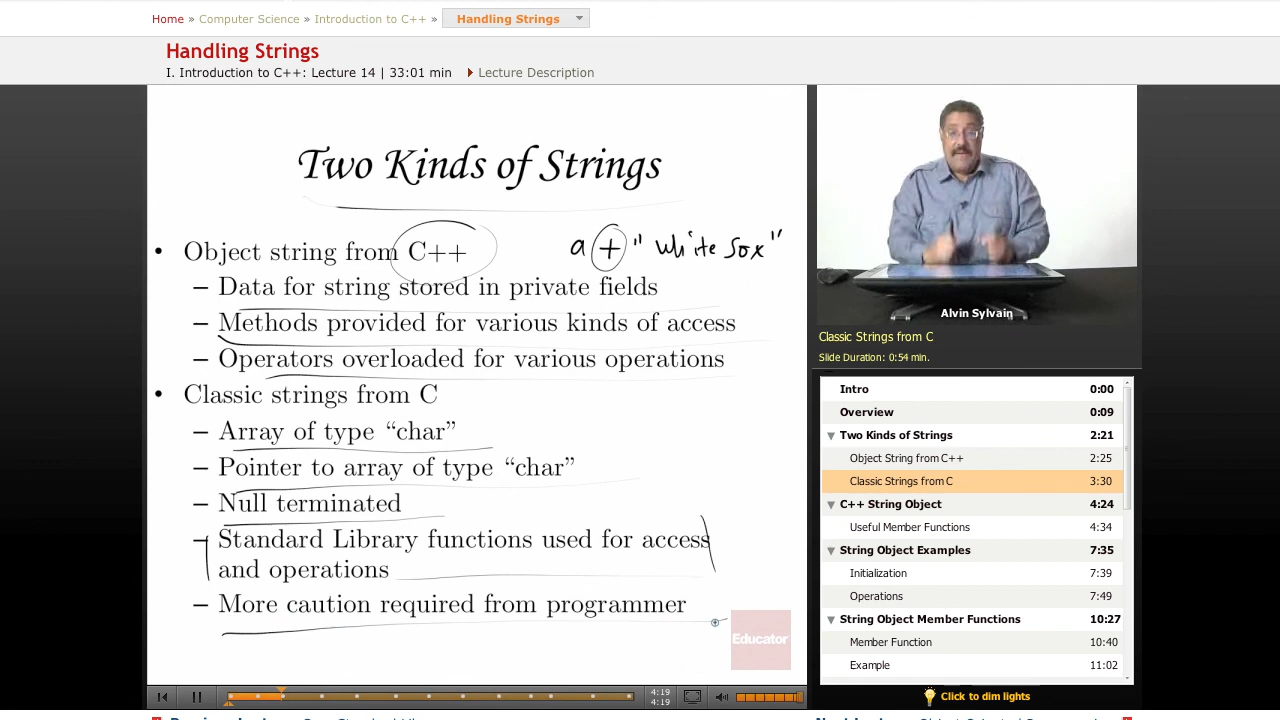 Home » Computer Science » Introduction to C++ » Handling Strings
Handling Strings
I. Introduction to C++: Lecture 14 | 33:01 min Lecture Description
Two Kinds of Strings
• Object string from C++
a + " White Sox"
– Data for string stored in private fields
– Methods provided for various kinds of access
– Operators overloaded for various operations
• Classic strings from C
– Array of type “char”
– Pointer to array of type “char”
– Null terminated
– Standard Library functions used for access
and operations
– More caution required from programmer
Educator
4:19
4:19
Alvin Sylvain
Classic Strings from C
Slide Duration: 0:54 min.
Intro 0:00
Overview 0:09
Two Kinds of Strings 2:21
Object String from C++ 2:25
Classic Strings from C 3:30
C++ String Object 4:24
Useful Member Functions 4:34
String Object Examples 7:35
Initialization 7:39
Operations 7:49
String Object Member Functions 10:27
Member Function 10:40
Example 11:02
Click to dim lights